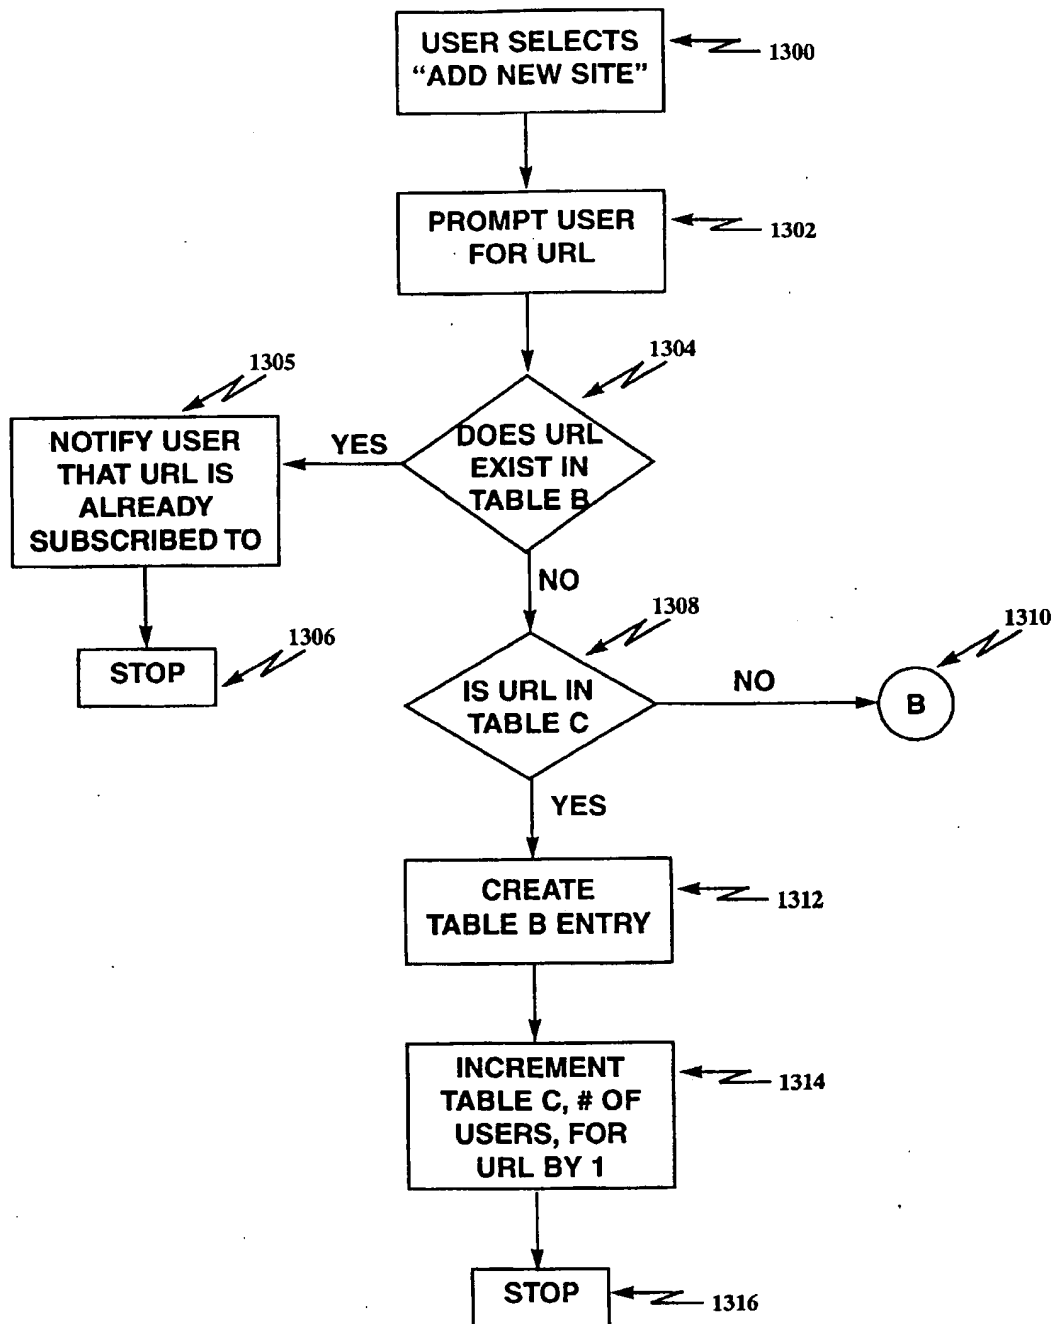 USER SELECTS
“ADD NEW SITE”
1300
PROMPT USER
FOR URL
1302
1304
DOES URL
EXIST IN
TABLE B
YES
1305
NOTIFY USER
THAT URL IS
ALREADY
SUBSCRIBED TO
1306
STOP
NO
1308
IS URL IN
TABLE C
NO
1310
B
YES
CREATE
TABLE B ENTRY
1312
INCREMENT
TABLE C, # OF
USERS, FOR
URL BY 1
1314
STOP
1316